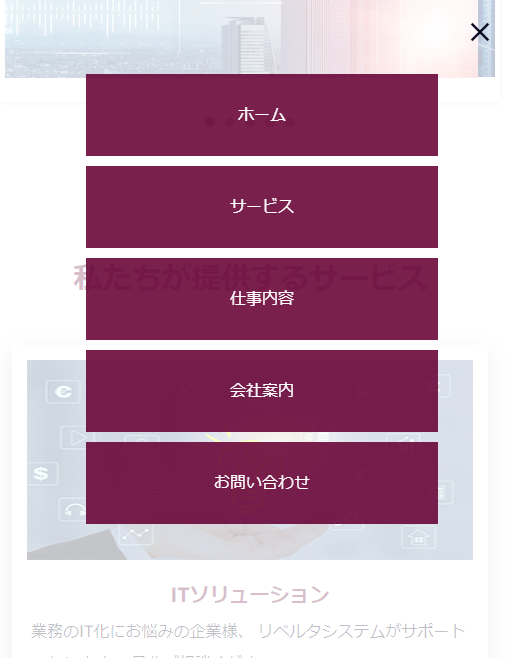 ホーム
サービス
私たちが提供するサービス
仕事内容
会社案内
お問い合わせ
ITソリューション
業務のIT化にお悩みの企業様、 リベルタシステムがサポート